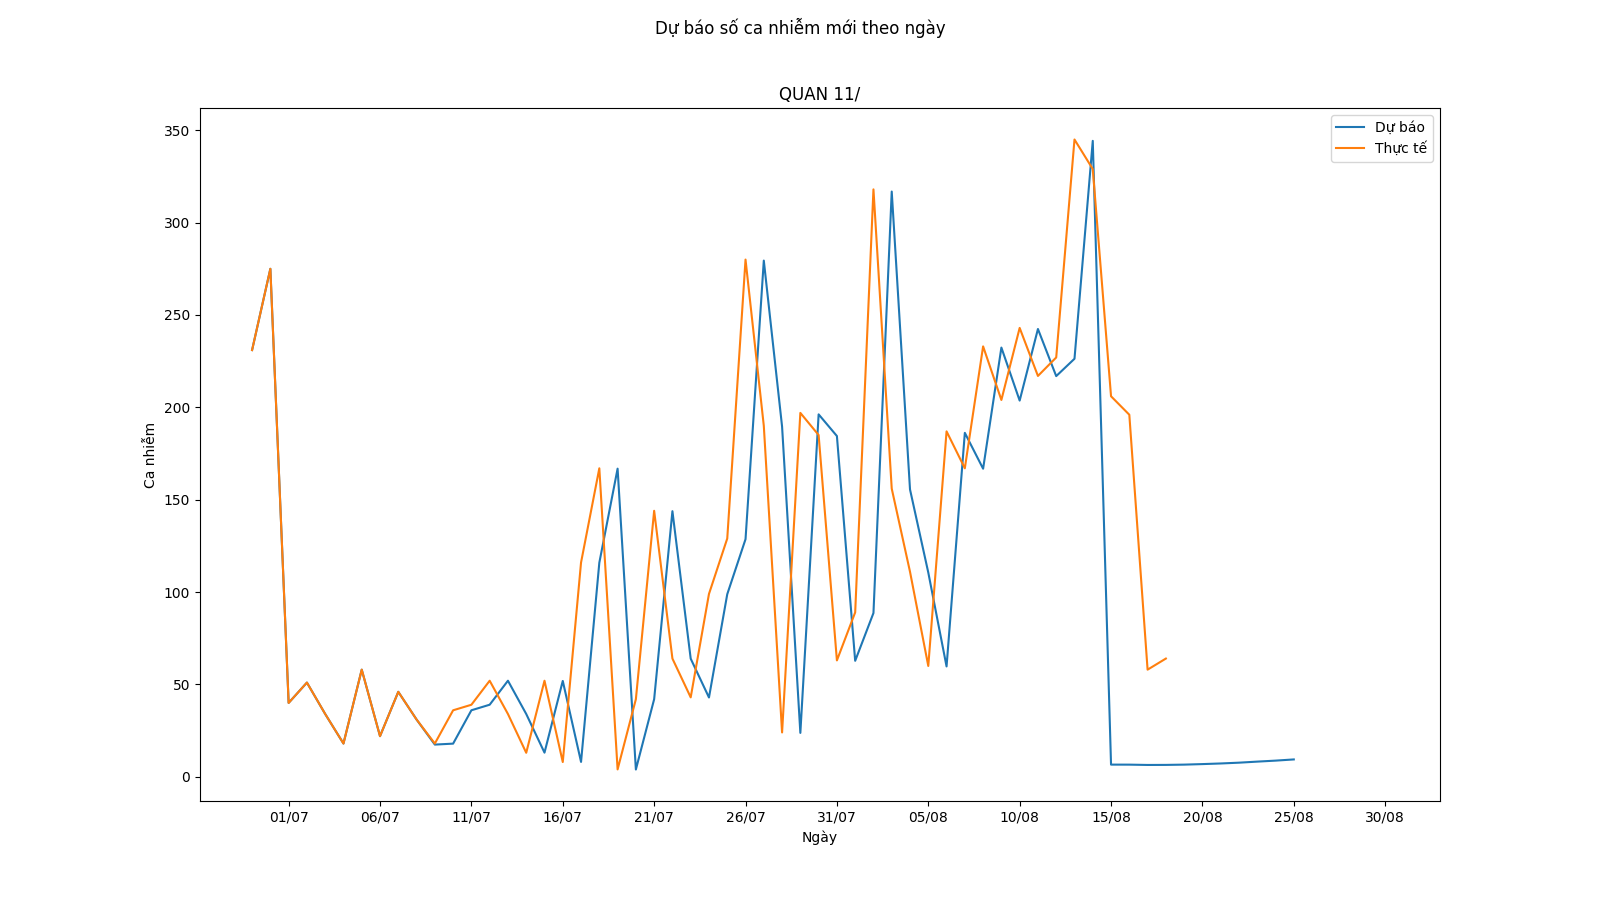 Dự báo số ca nhiễm mới theo ngày
QUAN 11/
Dự báo
Thực tế
350
300
250
200
150
100
50
0
Ca nhiễm
01/07 06/07 11/07 16/07 21/07 26/07 31/07 05/08 10/08 15/08 20/08 25/08 30/08
Ngày